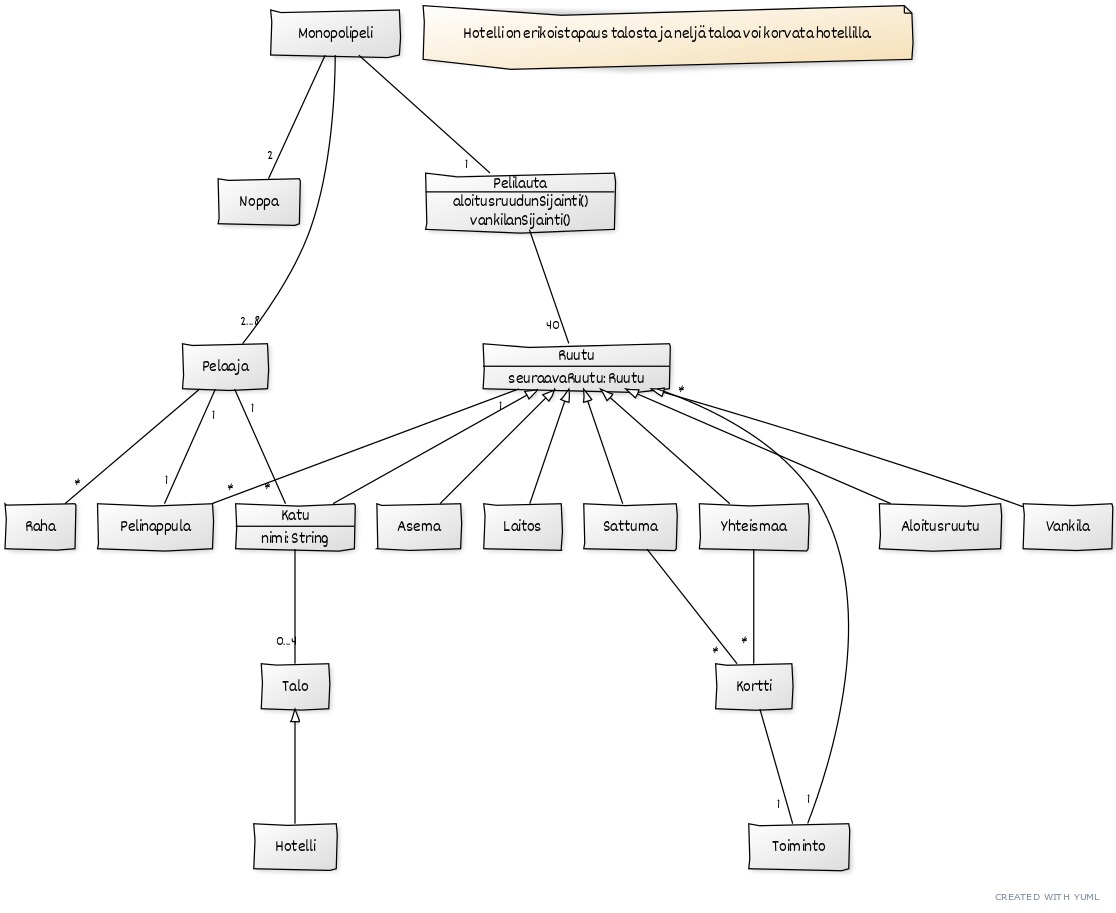 Monopolipeli
Hotelli on erikoistapaus talosta ja neljä taloa voi korvata hotellilla.
2
1
Noppa
Pelilauta
aloitusruudunSijainti()
vankilanSijainti()
2...8
40
Pelaaja
Ruutu
seuraavaRuutu: Ruutu
1
1
1
*
*
1
*
*
Raha
Pelinappula
Katu
nimi: String
Asema
Laitos
Sattuma
Yhteismaa
Aloitusruutu
Vankila
0...4
*
*
Talo
Kortti
1
1
Hotelli
Toiminto
CREATED WITH YUML